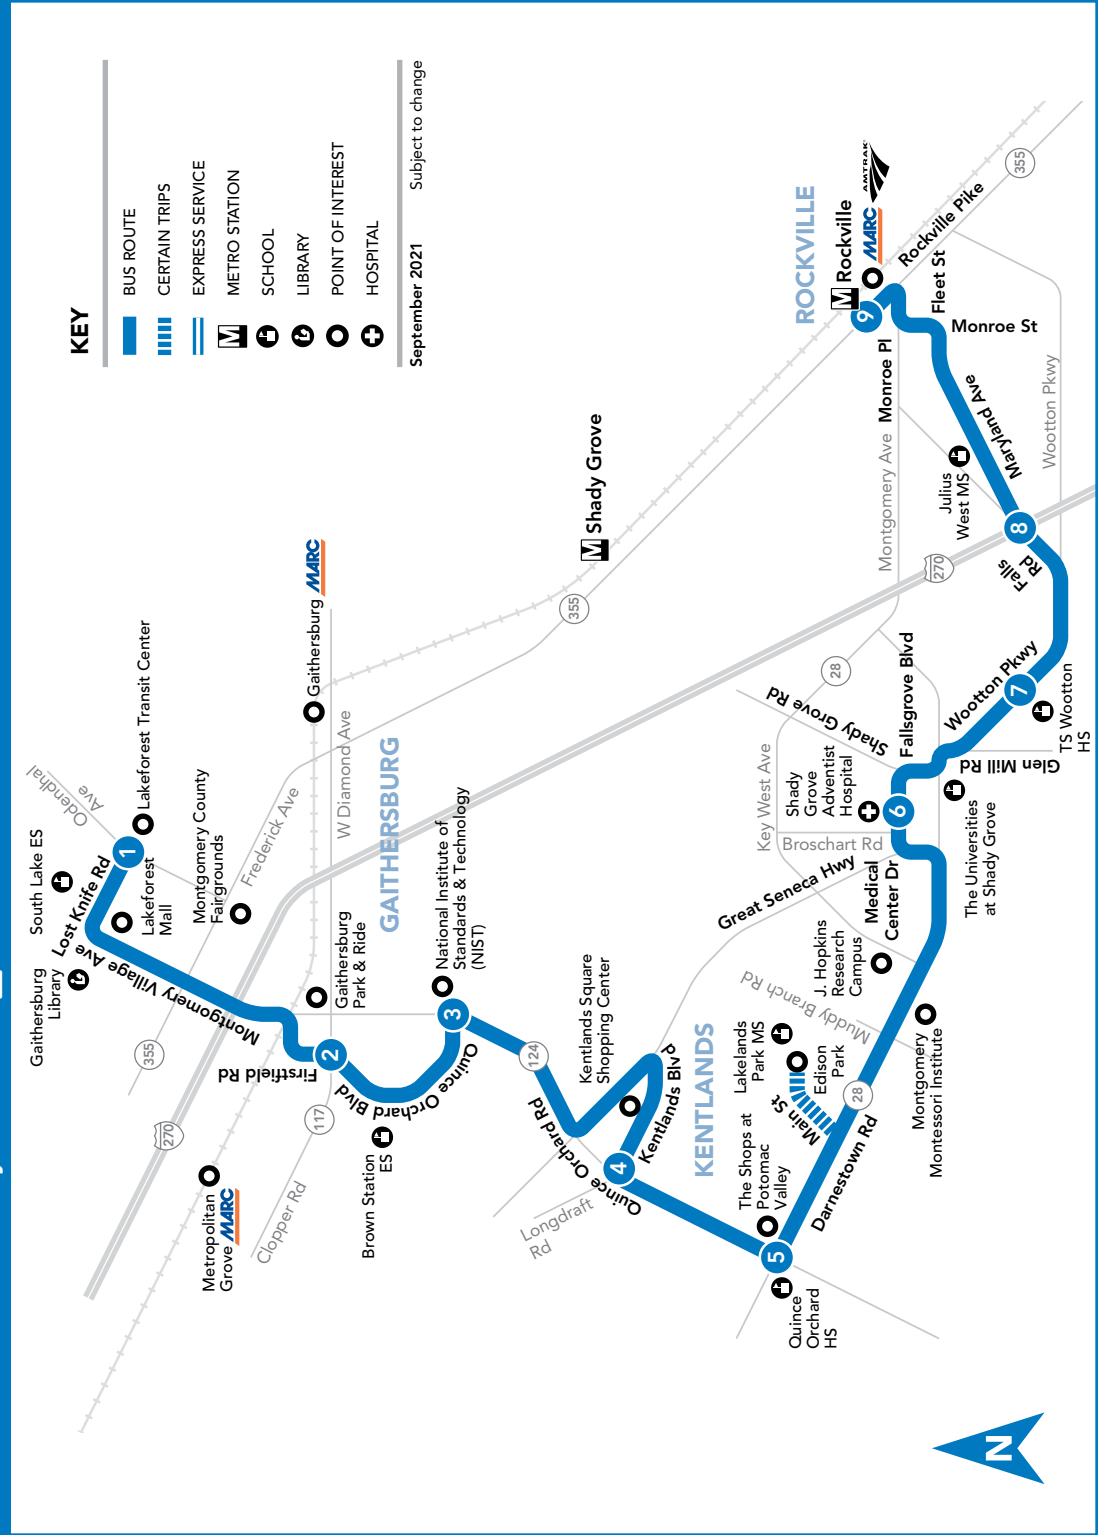 KEY
BUS ROUTE
CERTAIN TRIPS
EXPRESS SERVICE
METRO STATION
SCHOOL
LIBRARY
POINT OF INTEREST
HOSPITAL
September 2021
Subject to change
M
Gaithersburg
Library
South Lake ES
Lost Knife Rd
Odendhal
Ave
1
Lakeforest Transit Center
Lakeforest
Mall
Montgomery County
Fairgrounds
Montgomery Village Ave
Frederick Ave
355
270
Metropolitan
Grove MARC
117
Clopper Rd
Firstfield Rd
2
Gaithersburg
Park & Ride
W Diamond Ave
Gaithersburg MARC
GAITHERSBURG
Quince Orchard Blvd
Brown Station
ES
3
National Institute of
Standards & Technology
(NIST)
124
Quince Orchard Rd
Longdraft
Rd
4
Kentlands Blvd
Kentlands Square
Shopping Center
KENTLANDS
M Shady Grove
355
The Shops at
Potomac
Valley
5
Quince
Orchard
HS
Main St
Edison
Park
Lakelands
Park MS
Darnestown Rd
28
Muddy Branch Rd
Montgomery
Montessori Institute
J. Hopkins
Research
Campus
Great Seneca Hwy
Medical
Center Dr
Key West Ave
Broschart Rd
Shady
Grove
Adventist
Hospital
6
The Universities
at Shady Grove
Shady Grove Rd
28
Fallsgrove Blvd
Glen Mill Rd
Wootton Pkwy
7
TS Wootton
HS
270
Falls
Rd
8
Montgomery Ave
Julius
West MS
Maryland Ave
Wootton Pkwy
Monroe Pl
Monroe St
Fleet St
9
ROCKVILLE
M Rockville
MARC
AMTRAK
Rockville Pike
355
N